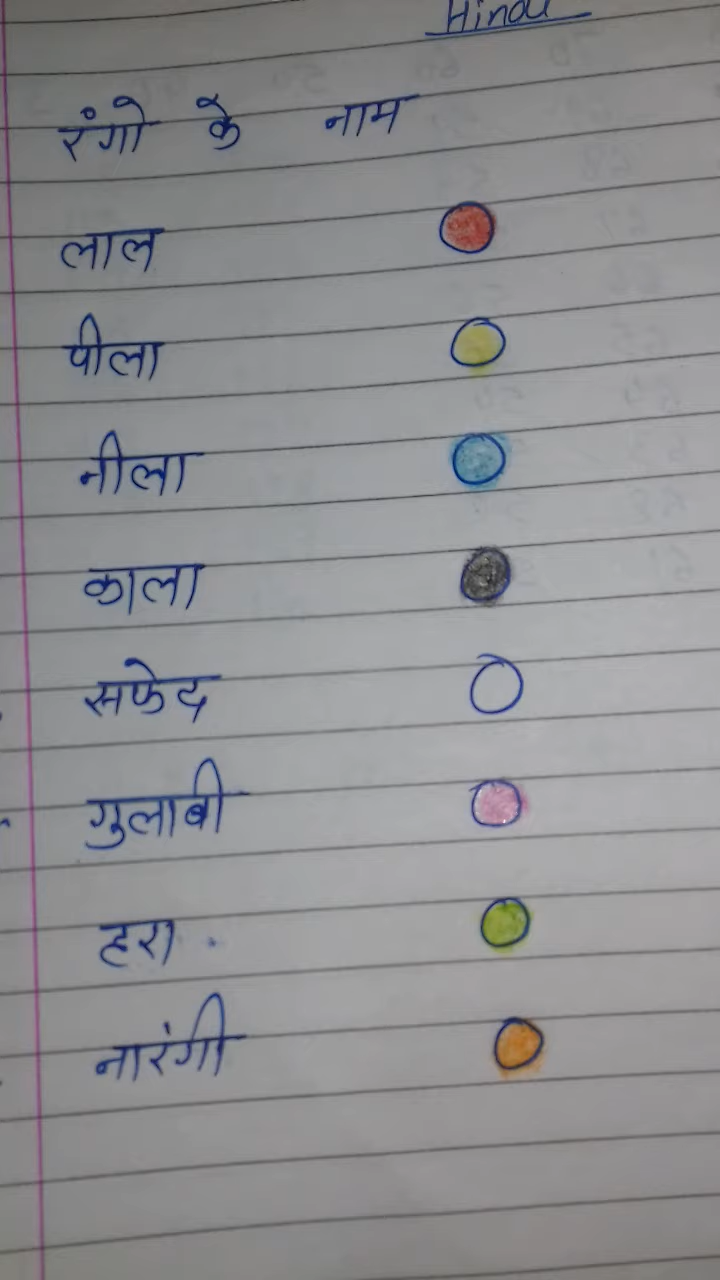 Hindi
रंगो के नाम
लाल
पीला
नीला
काला
सफेद
गुलाबी
हरा
नारंगी